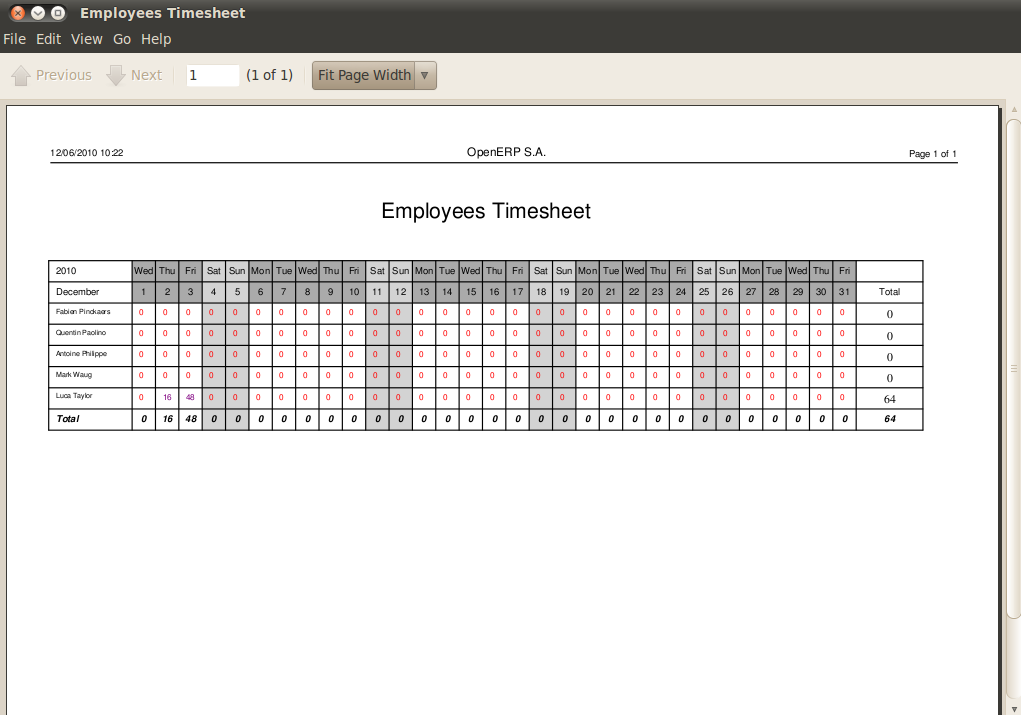 Employees Timesheet
File Edit View Go Help
Previous Next 1 (1 of 1) Fit Page Width
12/06/2010 10:22 OpenERP S.A. Page 1 of 1
Employees Timesheet
2010 Wed Thu Fri Sat Sun Mon Tue Wed Thu Fri Sat Sun Mon Tue Wed Thu Fri Sat Sun Mon Tue Wed Thu Fri Sat Sun Mon Tue Wed Thu Fri
December 1 2 3 4 5 6 7 8 9 10 11 12 13 14 15 16 17 18 19 20 21 22 23 24 25 26 27 28 29 30 31 Total
Fabien Pinckaers 0 0 0 0 0 0 0 0 0 0 0 0 0 0 0 0 0 0 0 0 0 0 0 0 0 0 0 0 0 0 0 0
Quentin Paolino 0 0 0 0 0 0 0 0 0 0 0 0 0 0 0 0 0 0 0 0 0 0 0 0 0 0 0 0 0 0 0 0
Antoine Philippe 0 0 0 0 0 0 0 0 0 0 0 0 0 0 0 0 0 0 0 0 0 0 0 0 0 0 0 0 0 0 0 0
Mark Waug 0 0 0 0 0 0 0 0 0 0 0 0 0 0 0 0 0 0 0 0 0 0 0 0 0 0 0 0 0 0 0 0
Luca Taylor 0 16 48 0 0 0 0 0 0 0 0 0 0 0 0 0 0 0 0 0 0 0 0 0 0 0 0 0 0 0 0 64
Total 0 16 48 0 0 0 0 0 0 0 0 0 0 0 0 0 0 0 0 0 0 0 0 0 0 0 0 0 0 0 0 64